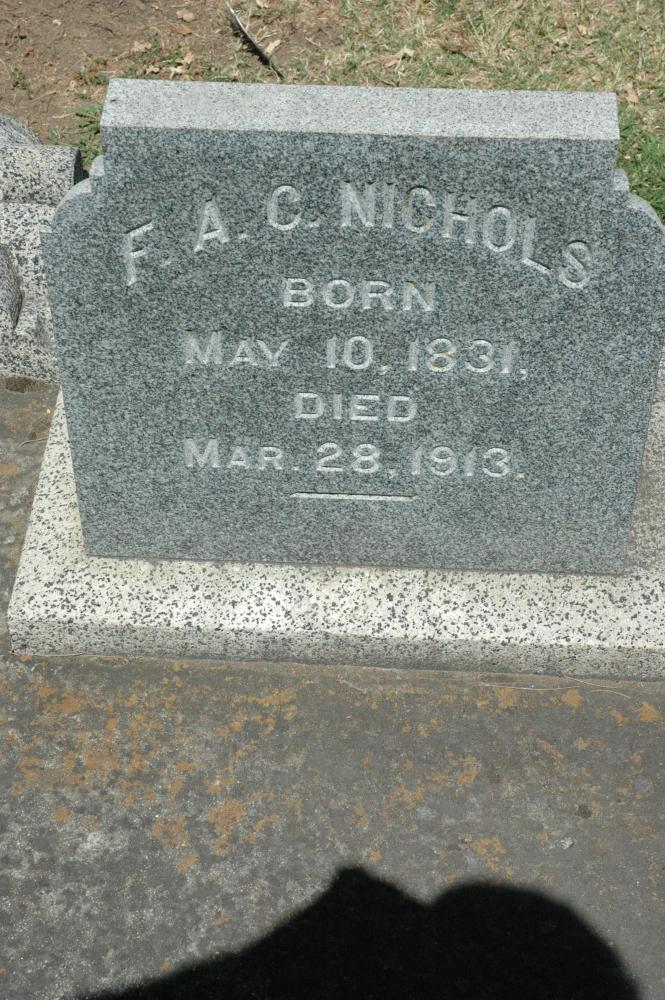 F. A. C. NICHOLS
BORN
MAY 10, 1831,
DIED
MAR. 28, 1913.